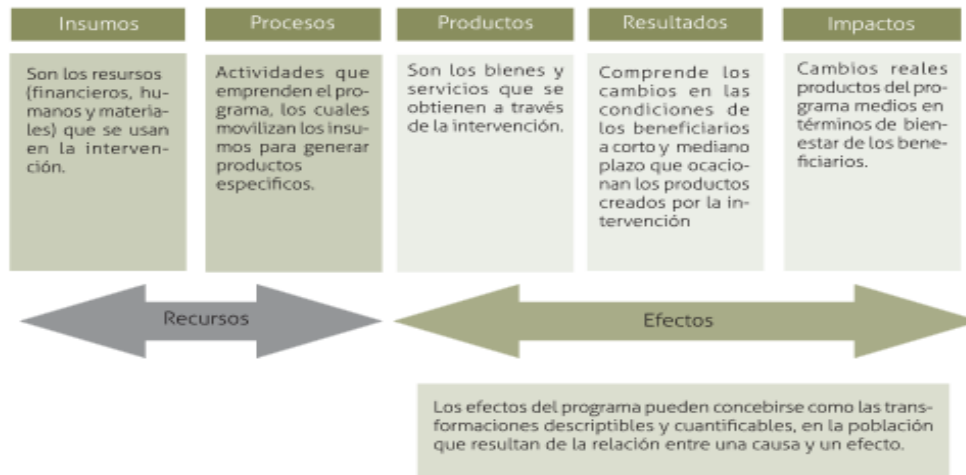 Insumos
Son los resursos
(financieros, hu-
manos y materia-
les) que se usan
en la interven-
ción.
Procesos
Actividades que
emprenden el pro-
grama, los cuales
movilizan los insu-
mos para generar
productos
específicos.
Productos
Son los bienes y
servicios que se
obtienen a través
de la intervención.
Resultados
Comprende los
cambios en las
condiciones de
los beneficiarios
a corto y mediano
plazo que ocacio-
nan los productos
creados por la in-
tervención
Impactos
Cambios reales
productos del pro-
grama medios en
términos de bien-
estar de los bene-
ficiarios.
Recursos
Efectos
Los efectos del programa pueden concebirse como las trans-
formaciones descriptibles y cuantificables, en la población
que resultan de la relación entre una causa y un efecto.